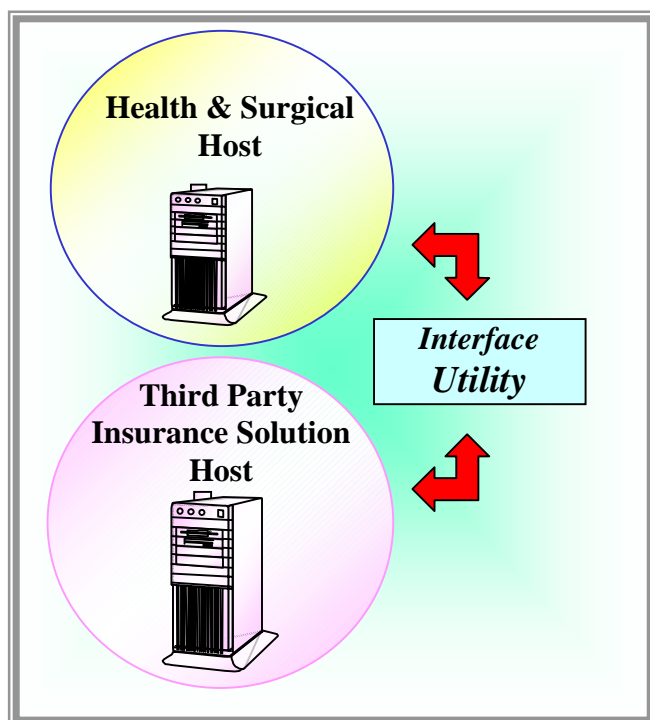 Health & Surgical
Host
Interface
Utility
Third Party
Insurance Solution
Host